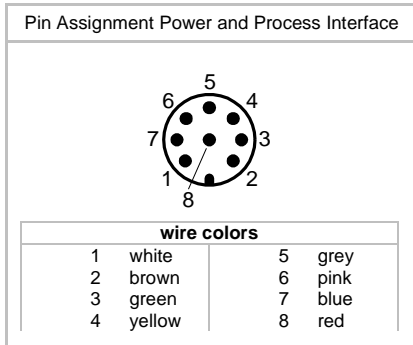 Pin Assignment Power and Process Interface
5
6 4
7 3
1 2
8
wire colors
1 white 5 grey
2 brown 6 pink
3 green 7 blue
4 yellow 8 red